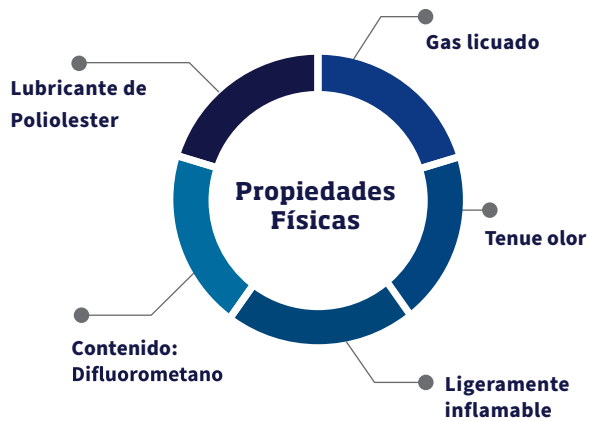 Gas licuado
Lubricante de
Poliolester
Propiedades
Físicas
Tenue olor
Contenido:
Difluorometano
Ligeramente
inflamable